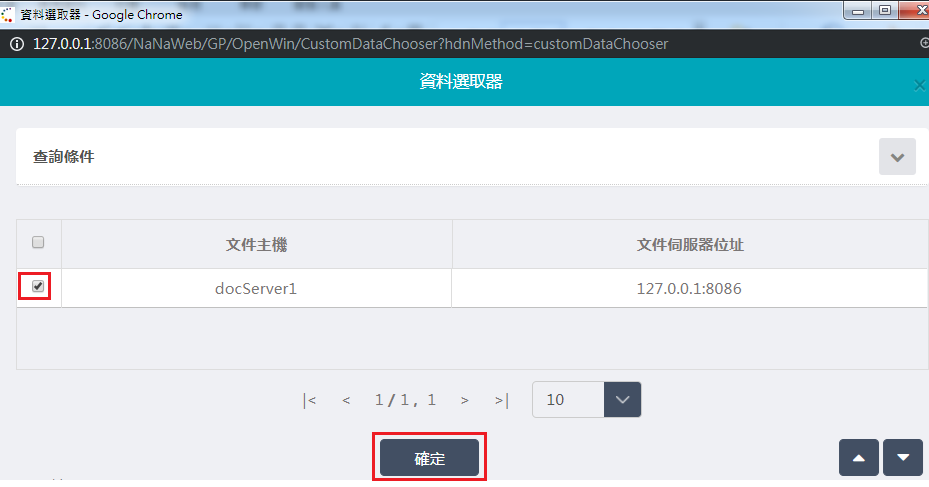 資料選取器 - Google Chrome
127.0.0.1:8086/NaNaWeb/GP/OpenWin/CustomDataChooser?hdnMethod=customDataChooser
資料選取器
查詢條件
文件主機 文件伺服器位址
docServer1 127.0.0.1:8086
|< < 1 / 1 , 1 > >| 10
確定